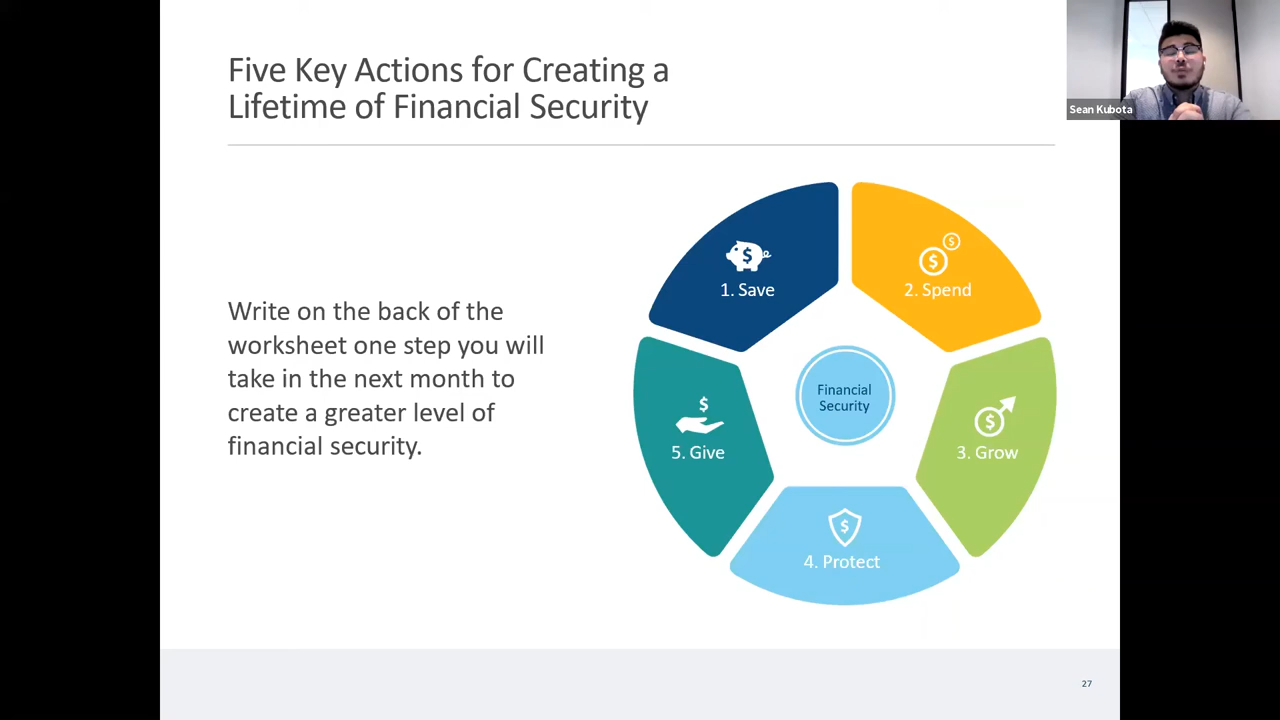 Five Key Actions for Creating a
Lifetime of Financial Security
Sean Kubota
Write on the back of the
worksheet one step you will
take in the next month to
create a greater level of
financial security.
$
1. Save
$
$
2. Spend
$
3. Grow
$
4. Protect
$
5. Give
Financial
Security
27